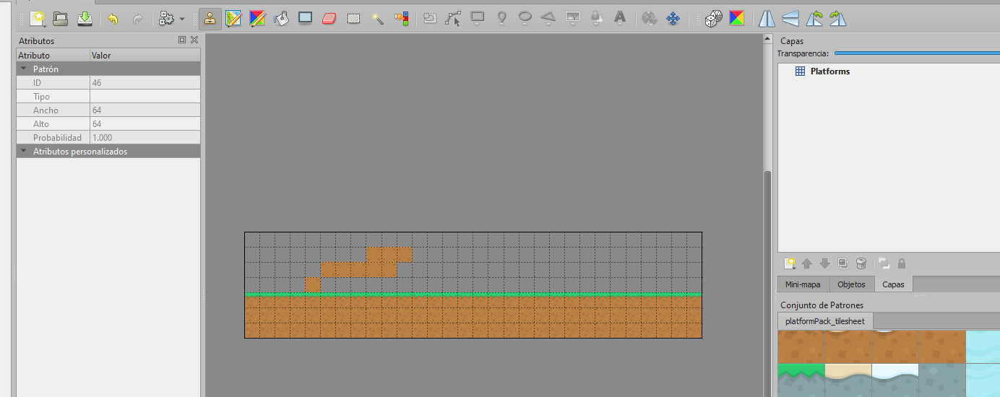 Atributos
Atributo Valor
Patrón
ID 46
Tipo
Ancho 64
Alto 64
Probabilidad 1.000
Atributos personalizados
Capas
Transparencia:
Platforms
Mini-mapa Objetos Capas
Conjunto de Patrones
platformPack_tilesheet